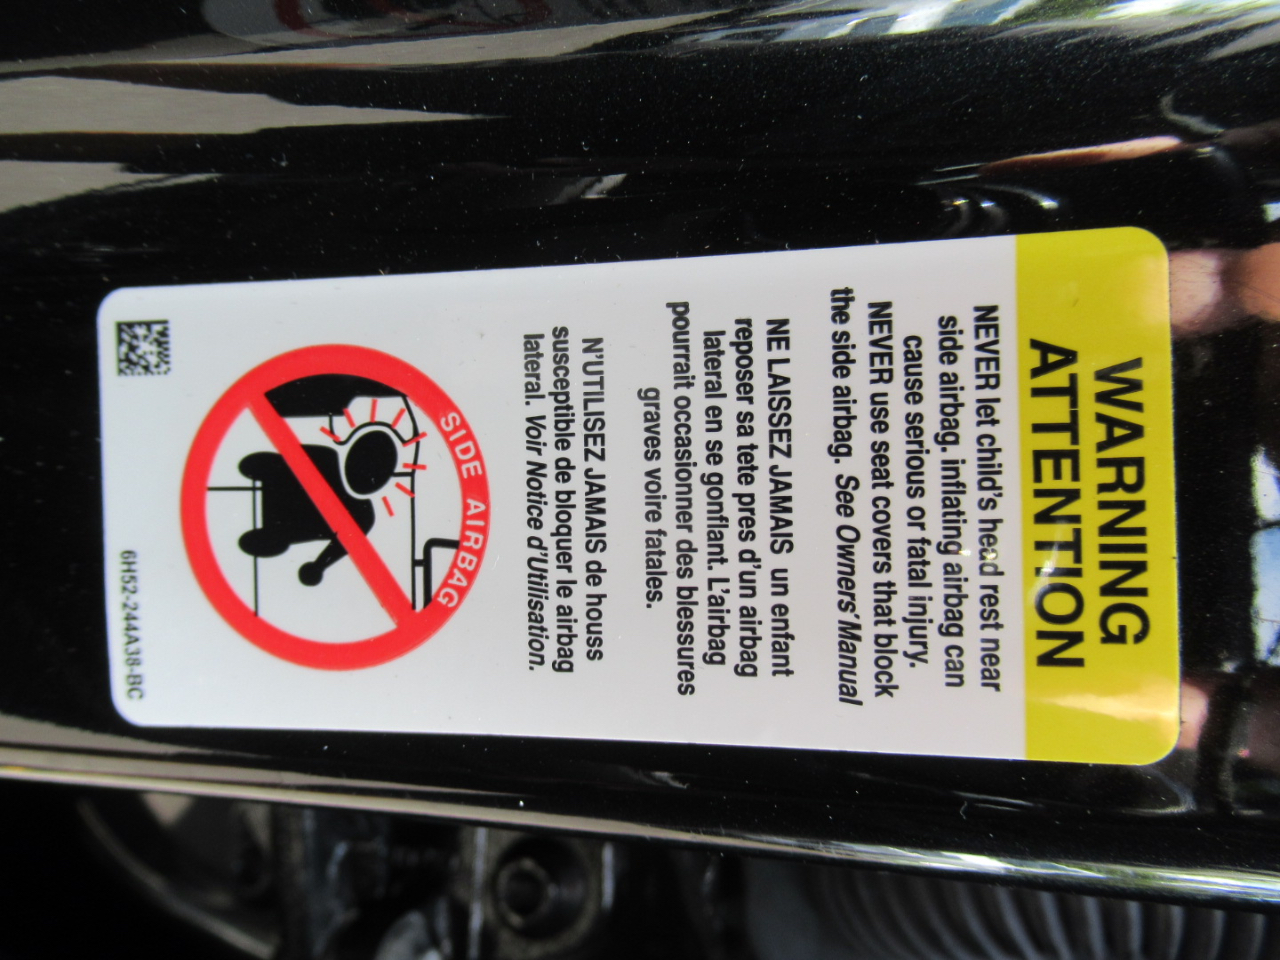 WARNING
ATTENTION
NEVER let child's head rest near
side airbag, inflating airbag can
cause serious or fatal injury.
NEVER use seat covers that block
the side airbag. See Owners' Manual
NE LAISSEZ JAMAIS un enfant
reposer sa tete pres d'un airbag
lateral en se gonflant. L'airbag
pourrait occasionner des blessures
graves voire fatales.
N'UTILISEZ JAMAIS de houss
susceptible de bloquer le airbag
lateral. Voir Notice d'Utilisation.
SIDE AIRBAG
6H52-244A38-BC